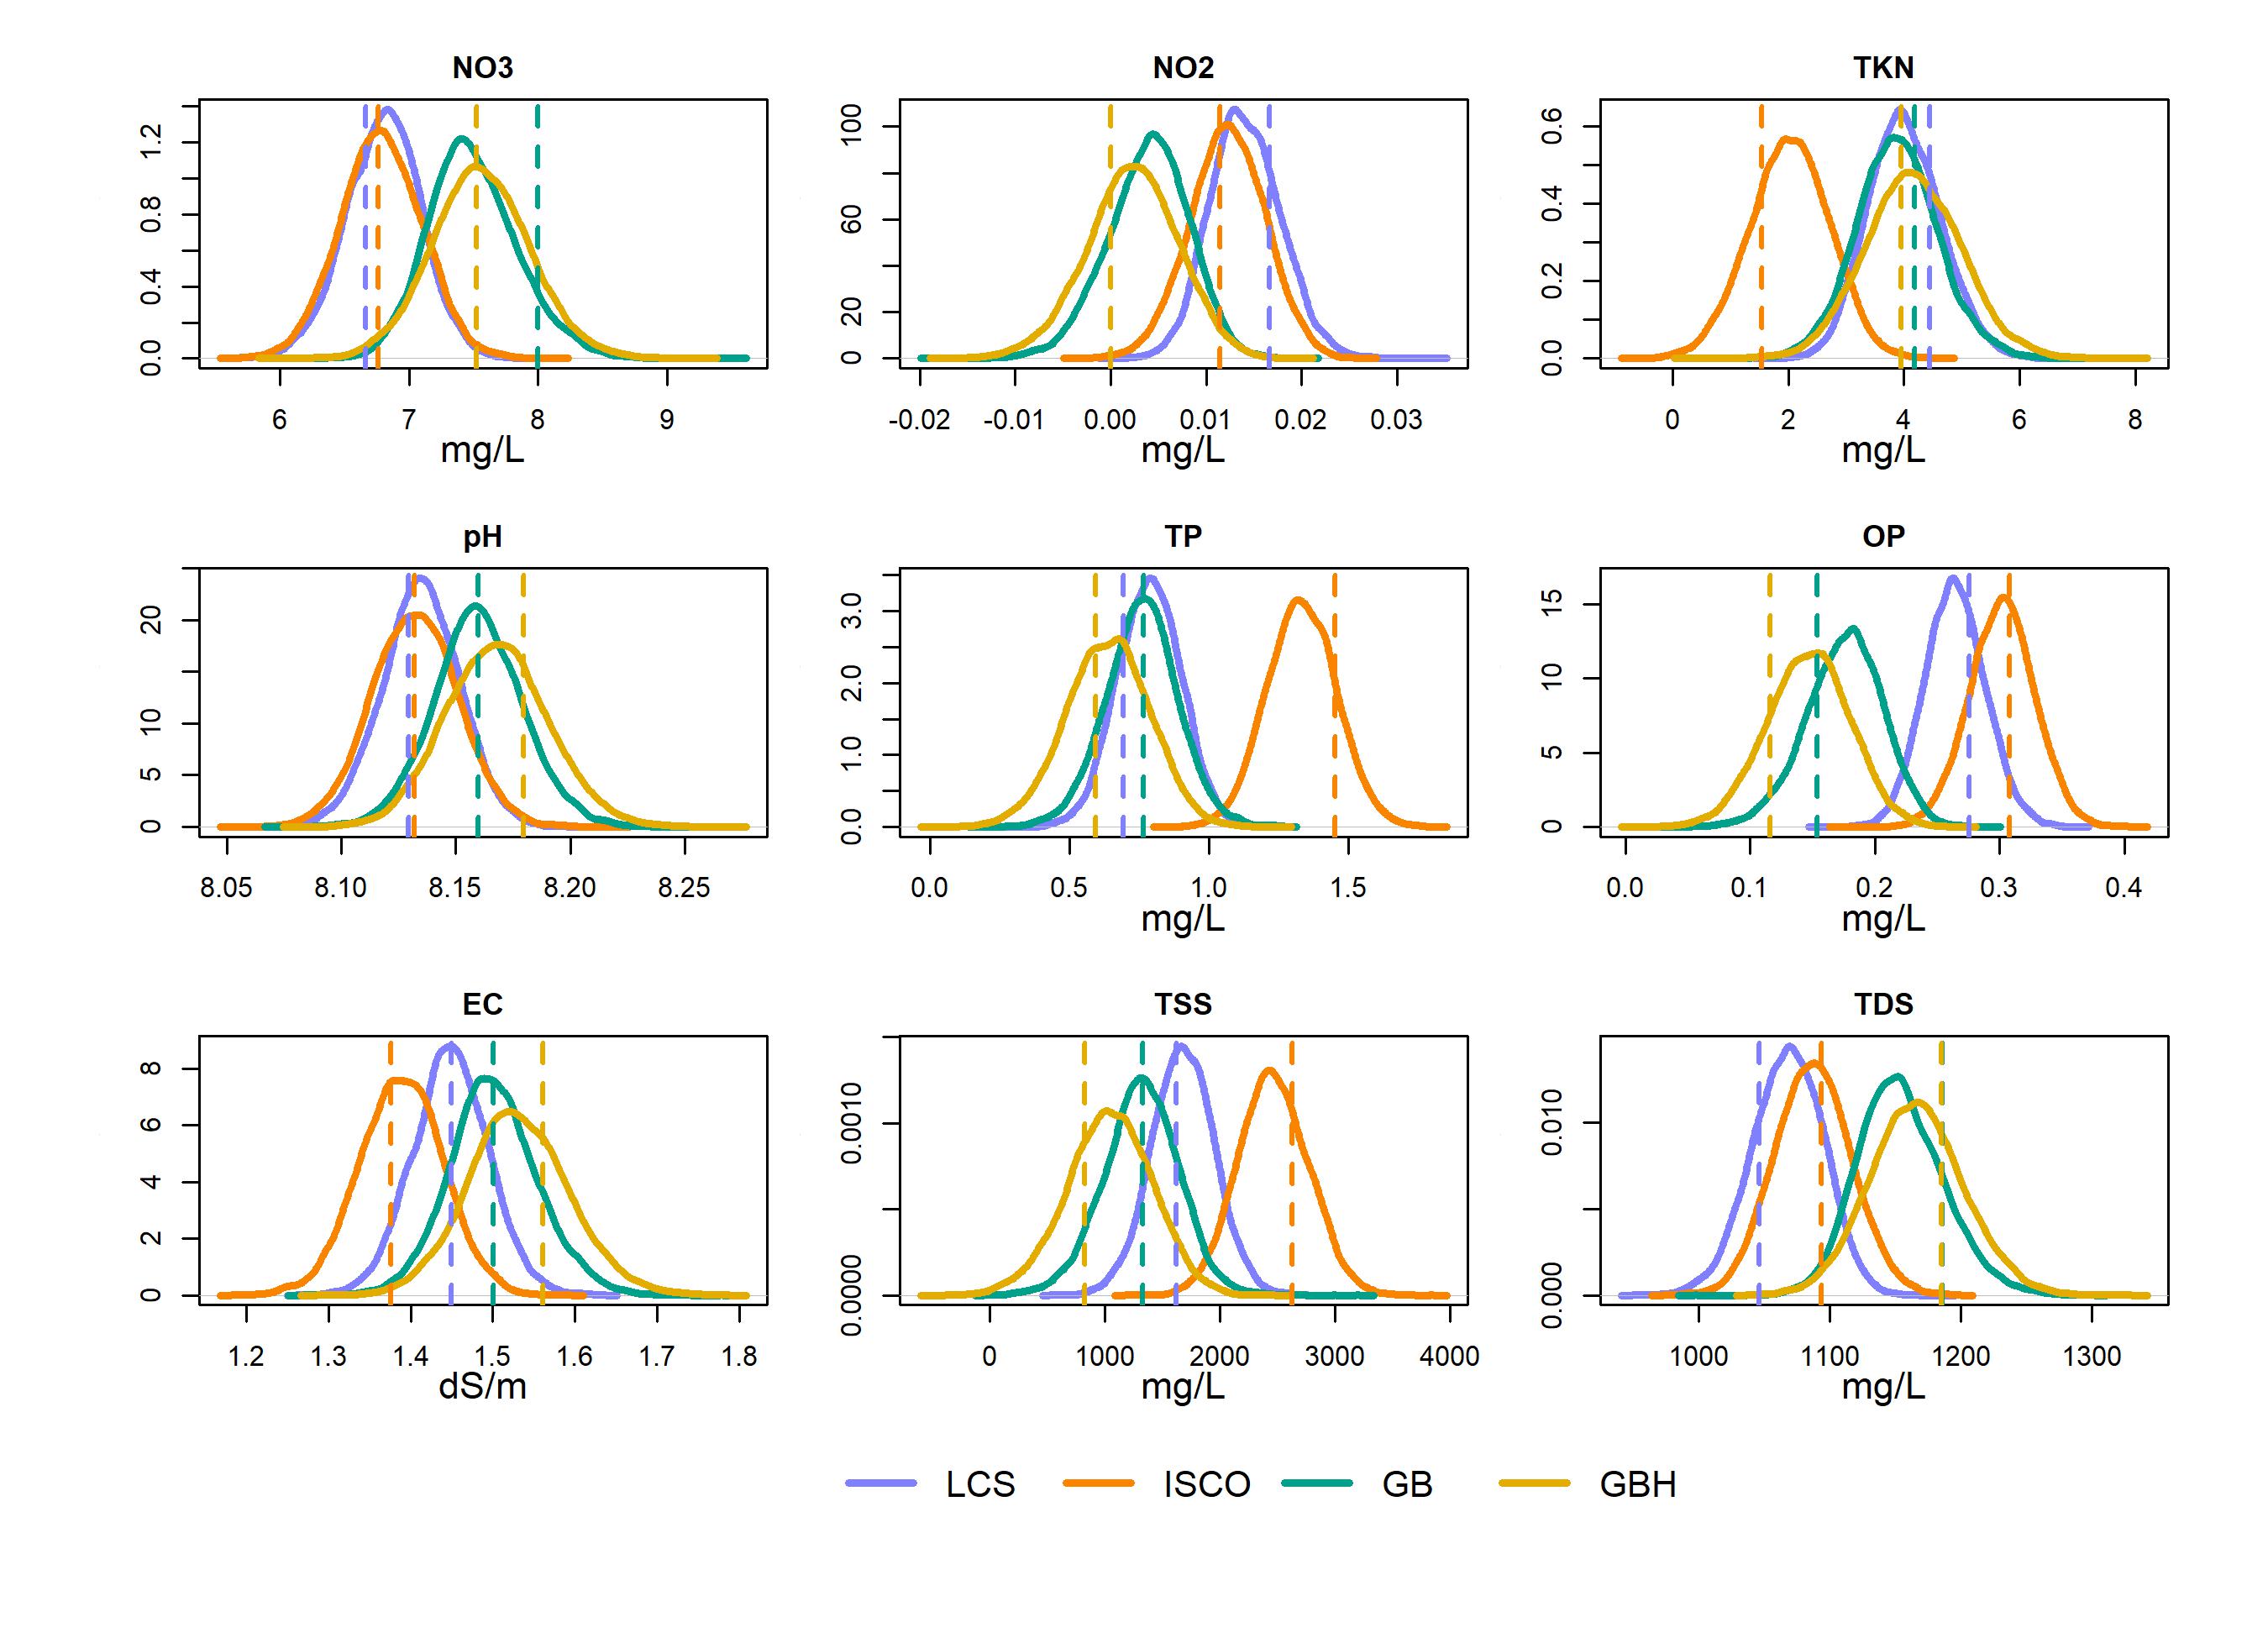 NO3
0.0 0.4 0.8 1.2
6 7 8 9
mg/L
NO2
0 20 60 100
-0.02 -0.01 0.00 0.01 0.02 0.03
mg/L
TKN
0.0 0.2 0.4 0.6
0 2 4 6 8
mg/L
pH
0 5 10 20
8.05 8.10 8.15 8.20 8.25
TP
0.0 1.0 2.0 3.0
0.0 0.5 1.0 1.5
mg/L
OP
0 5 10 15
0.0 0.1 0.2 0.3 0.4
mg/L
EC
0 2 4 6 8
1.2 1.3 1.4 1.5 1.6 1.7 1.8
dS/m
TSS
0.0000 0.0010
0 1000 2000 3000 4000
mg/L
TDS
0.000 0.010
1000 1100 1200 1300
mg/L
LCS ISCO GB GBH